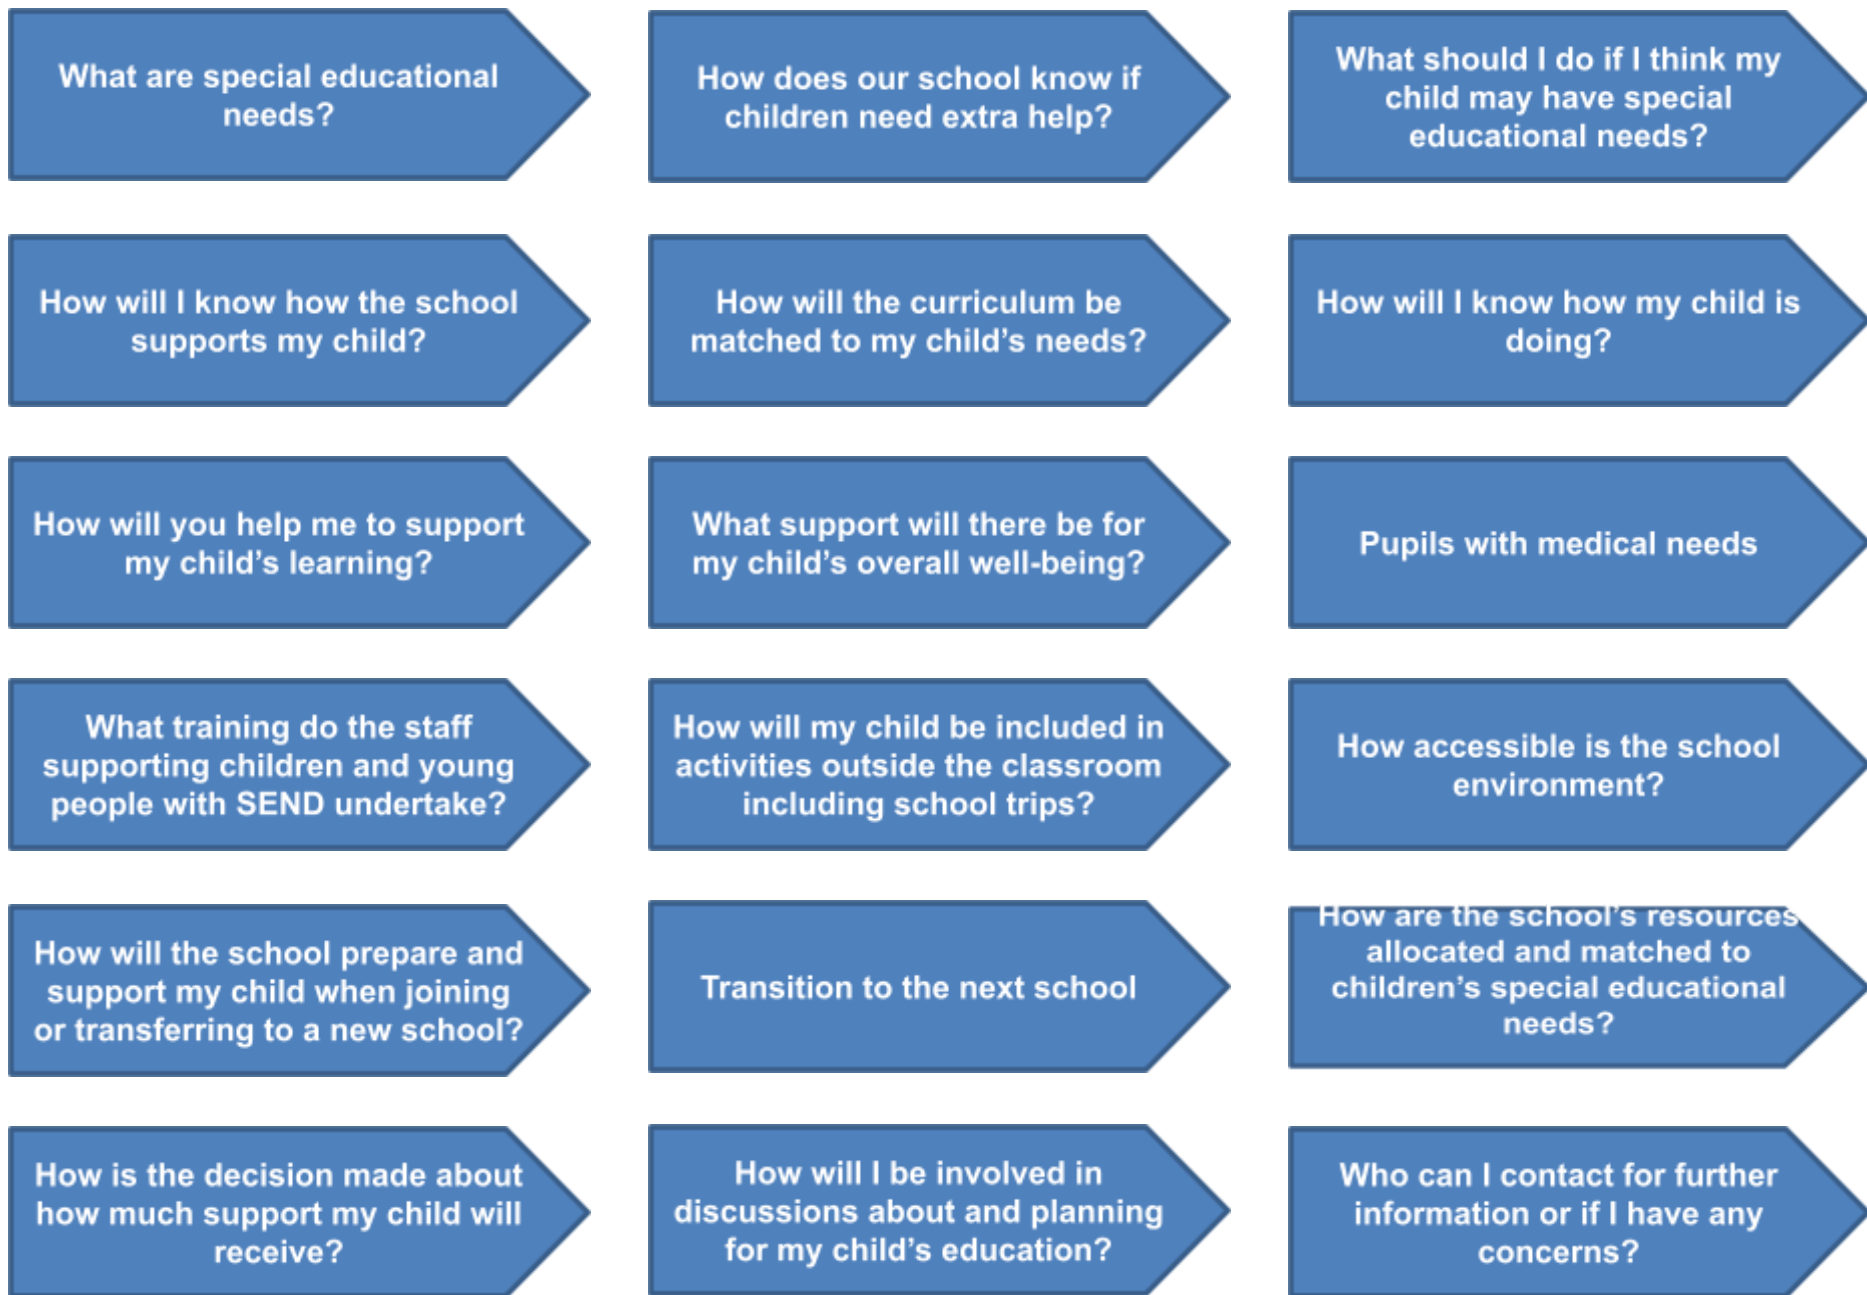 What are special educational
needs?
How does our school know if
children need extra help?
What should I do if I think my
child may have special
educational needs?
How will I know how the school
supports my child?
How will the curriculum be
matched to my child’s needs?
How will I know how my child is
doing?
How will you help me to support
my child’s learning?
What support will there be for
my child’s overall well-being?
Pupils with medical needs
What training do the staff
supporting children and young
people with SEND undertake?
How will my child be included in
activities outside the classroom
including school trips?
How accessible is the school
environment?
How will the school prepare and
support my child when joining
or transferring to a new school?
Transition to the next school
How are the school’s resources
allocated and matched to
children’s special educational
needs?
How is the decision made about
how much support my child will
receive?
How will I be involved in
discussions about and planning
for my child’s education?
Who can I contact for further
information or if I have any
concerns?